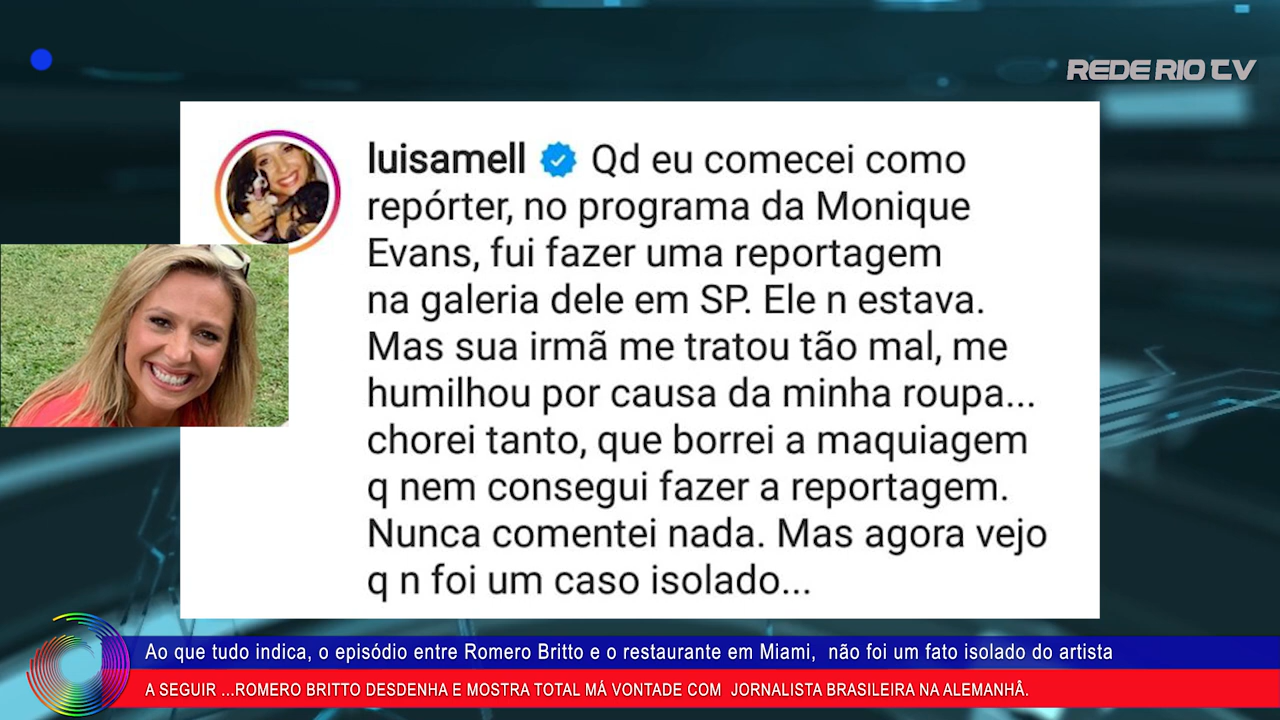 REDE RIO TV
luisamell Qd eu comecei como
repórter, no programa da Monique
Evans, fui fazer uma reportagem
na galeria dele em SP. Ele n estava.
Mas sua irmã me tratou tão mal, me
humilhou por causa da minha roupa...
chorei tanto, que borrei a maquiagem
q nem consegui fazer a reportagem.
Nunca comentei nada. Mas agora vejo
q n foi um caso isolado...
Ao que tudo indica, o episódio entre Romero Britto e o restaurante em Miami, não foi um fato isolado do artista
A SEGUIR ...ROMERO BRITTO DESDENHA E MOSTRA TOTAL MÁ VONTADE COM JORNALISTA BRASILEIRA NA ALEMANHÂ.